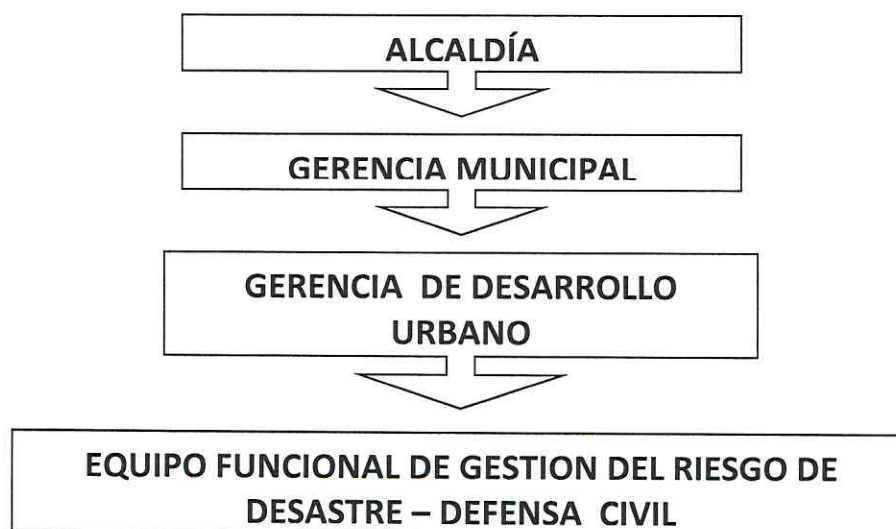 ALCALDÍA
GERENCIA MUNICIPAL
GERENCIA DE DESARROLLO
URBANO
EQUIPO FUNCIONAL DE GESTION DEL RIESGO DE
DESASTRE – DEFENSA CIVIL